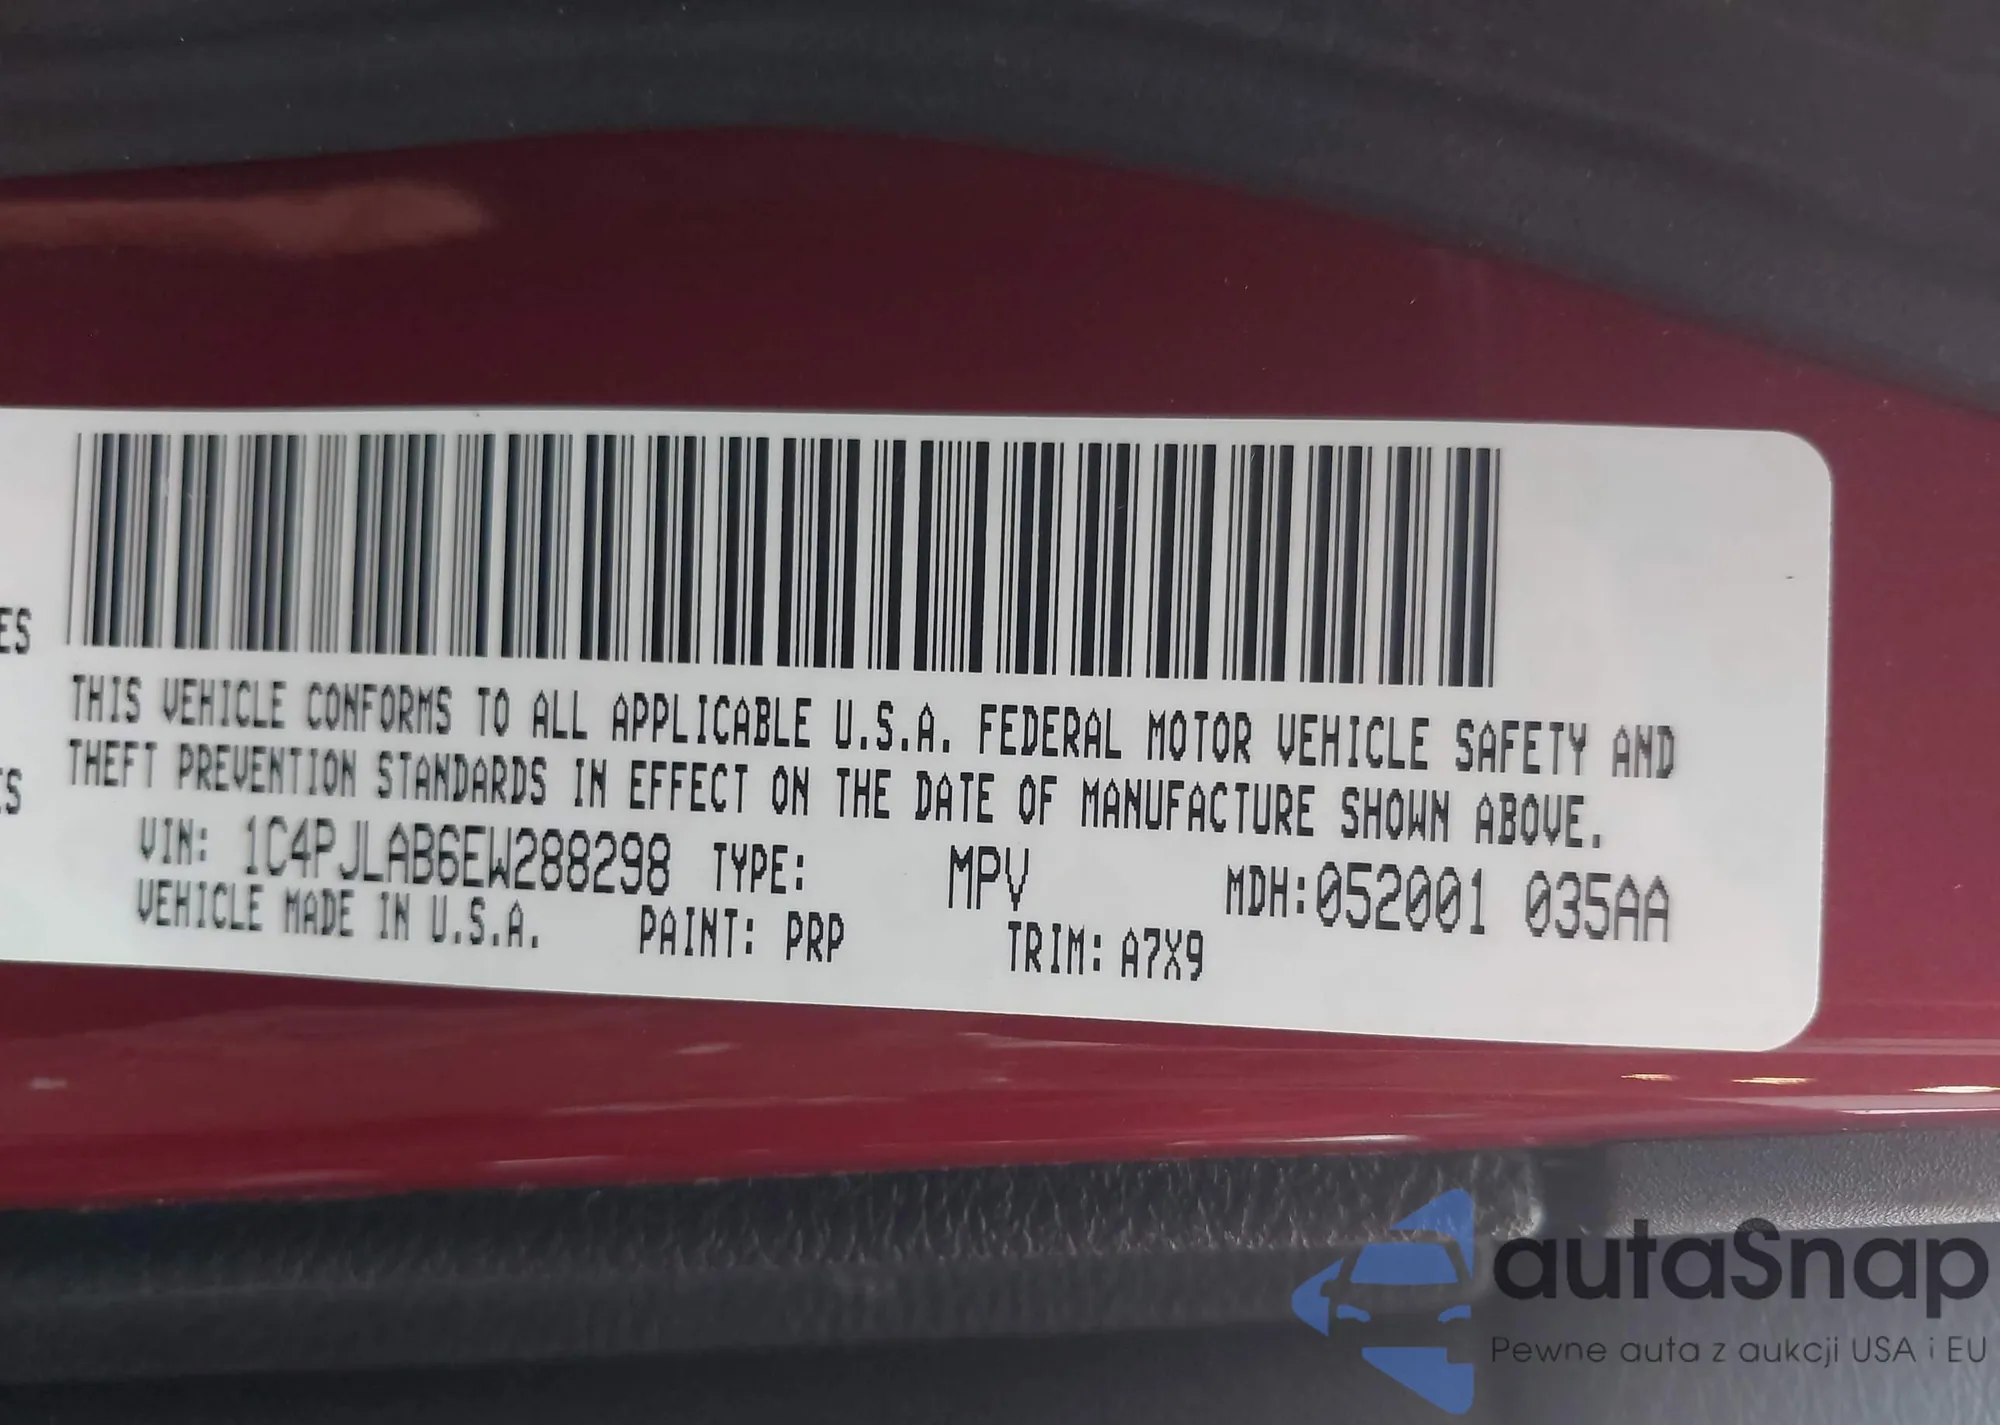 ES
THIS VEHICLE CONFORMS TO ALL APPLICABLE U.S.A. FEDERAL MOTOR VEHICLE SAFETY AND
THEFT PREVENTION STANDARDS IN EFFECT ON THE DATE OF MANUFACTURE SHOWN ABOVE.
VIN: 1C4PJLAB6EW288298 TYPE: MPV MDH:052001 035AA
VEHICLE MADE IN U.S.A. PAINT: PRP TRIM: A7X9
autaSnap
Pewne auta z aukcji USA i EU